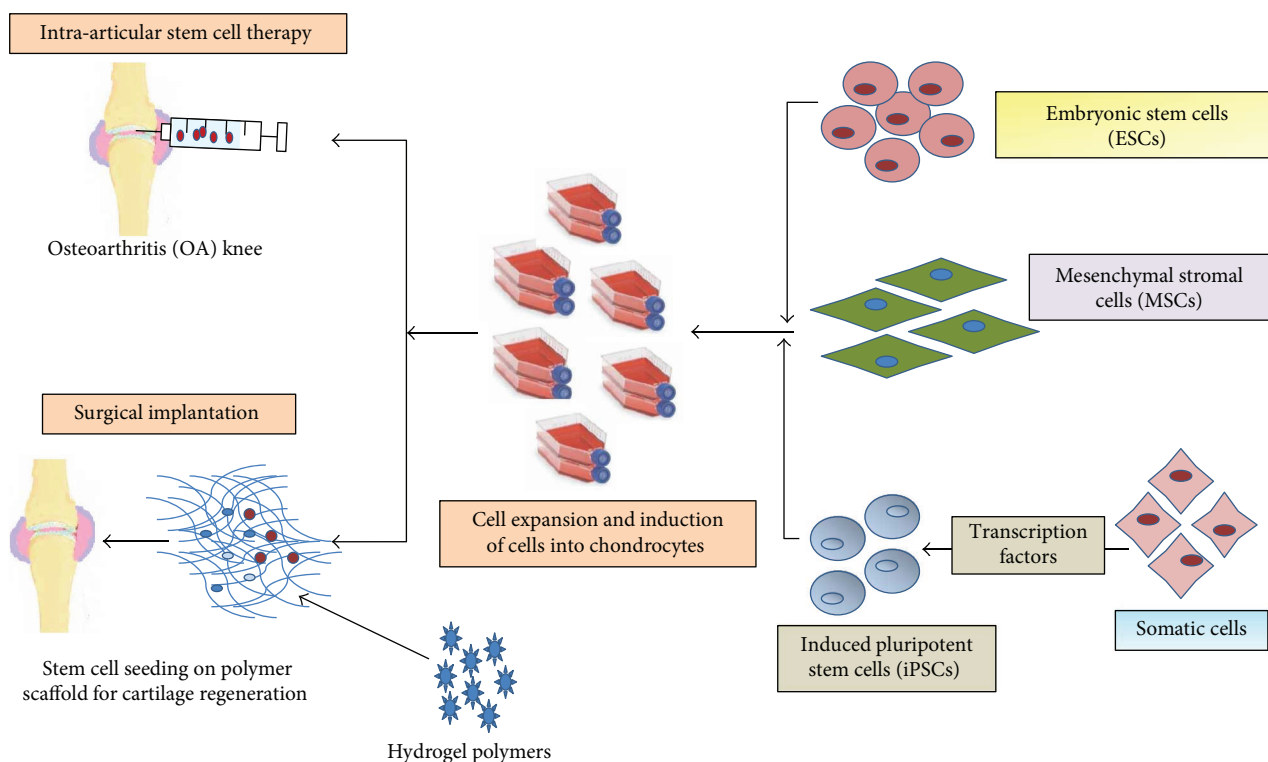 Intra-articular stem cell therapy
Osteoarthritis (OA) knee
Surgical implantation
Stem cell seeding on polymer
scaffold for cartilage regeneration
Hydrogel polymers
Cell expansion and induction
of cells into chondrocytes
Embryonic stem cells
(ESCs)
Mesenchymal stromal
cells (MSCs)
Transcription
factors
Induced pluripotent
stem cells (iPSCs)
Somatic cells